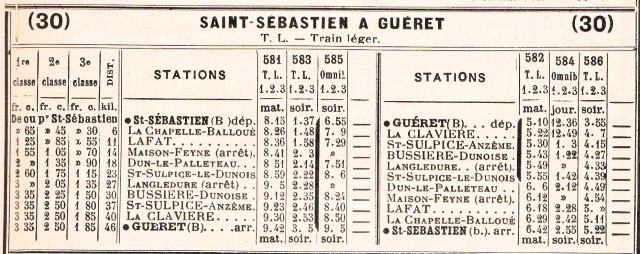 (30) SAINT-SÉBASTIEN A GUÉRET (30)
T. L. — Train léger.
1re classe 2e classe 3e classe DIST. STATIONS 581 T. L. 1.2.3 583 T. L. 1.2.3 585 Omnib 1.2.3
fr. c. fr. c. fr. c. kil. mat. soir. soir.
De ou pr St-Sébastien ●St-SÉBASTIEN (B) dép. 8.15 1.37 6.55
» 65 » 45 » 30 6 LA CHAPELLE-BALLOUÉ 8.26 1.48 7. 9
1 25 » 85 » 55 11 LAFAT. 8.36 1.58 7.29
1 55 1 05 » 70 14 MAISON-FEYNE (arrêt). 8.41 2. 3 »
2 » 1 35 » 90 18 DUN-LE-PALLETEAU. 8.51 2.14 7.51
2 60 1 75 1 15 23 ST-SULPICE-LE-DUNOIS 8.59 2.22 8. 6
3 » 2 05 1 35 27 LANGLEDURE (arrêt). 9. 5 2.28 »
3 35 2 25 1 50 30 BUSSIÈRE-DUNOISE 9.12 2.35 8.24
3 35 2 50 1 80 37 ST-SULPICE-ANZÊME. 9.23 2.46 8.40
3 35 2 50 1 85 40 LA CLAVIÈRE. 9.30 2.53 8.50
3 35 2 50 1 85 46 ●GUÉRET (B). arr. 9.42 3. 5 9. 5
mat. soir. soir.
STATIONS 582 T. L. 1.2.3 584 Omnib 1.2.3 586 T. L. 1.2.3
mat. jour. soir.
●GUÉRET (B). dép. 5.10 12.36 3.55
LA CLAVIÈRE. 5.22 12.49 4. 7
ST-SULPICE-ANZÊM. 5.30 1. 3 4.15
BUSSIÈRE-DUNOISE. 5.43 1.22 4.27
LANGLEDURE. (arrêt). 5.49 » 4.33
ST-SULPICE-LE-DUNOIS 5.55 1.42 4.39
DUN-LE-PALLETEAU. 6. 6 2.12 4.49
MAISON-FEYNE (arrêt). 6.12 » 4.54
LAFAT. 6.18 2.28 5. »
LA CHAPELLE-BALLOUÉ 6.29 2.42 5.11
●ST-SÉBASTIEN (b.). arr. 6.42 2.55 5.22
mat. soir. soir.